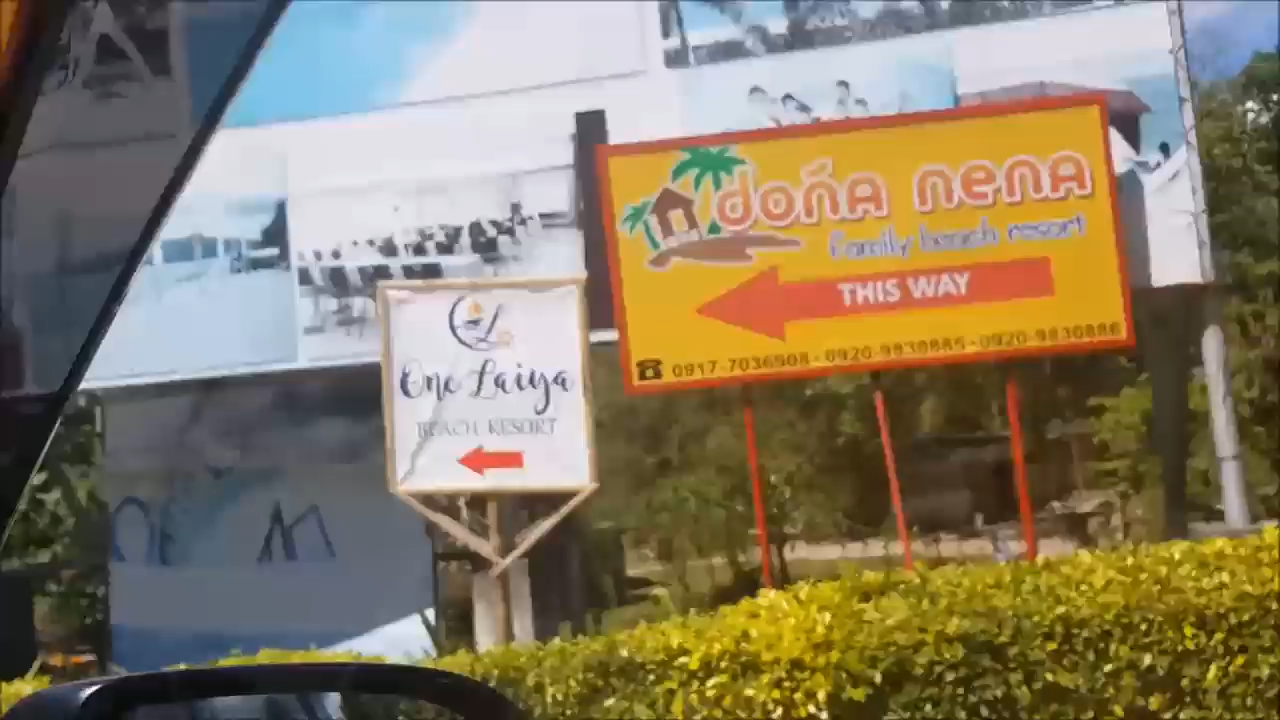 doña nena
family beach resort
THIS WAY
0917-7036908 - 0920-9830885 - 0920-9830886
One Laiya
BEACH RESORT